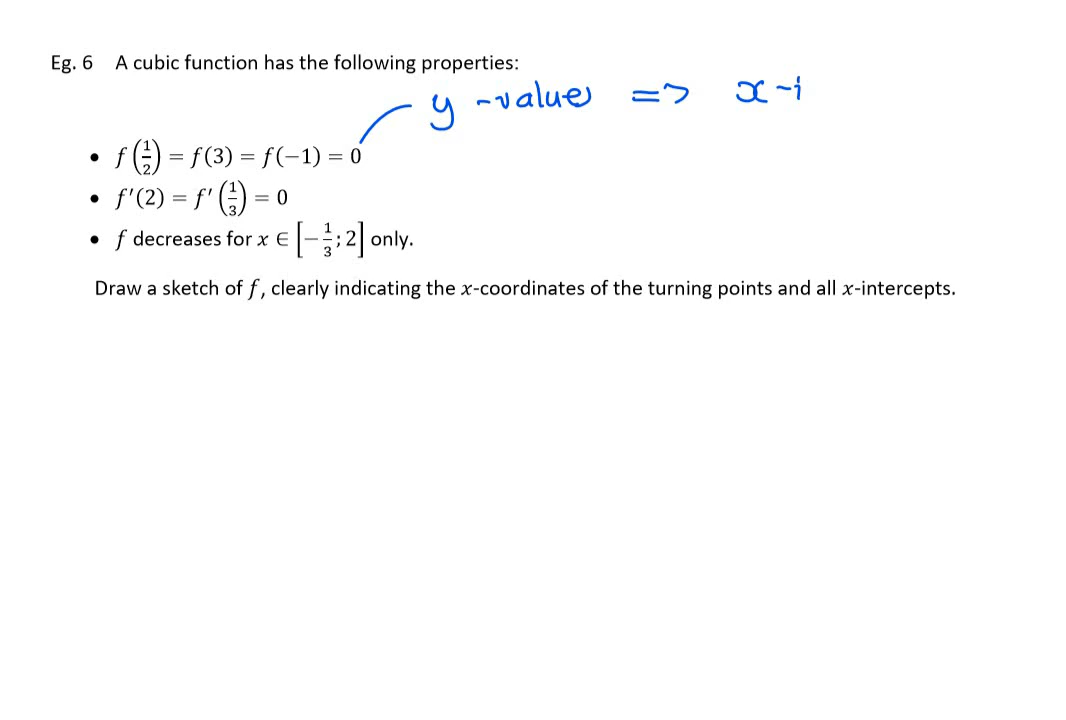 Eg. 6 A cubic function has the following properties:
y -values => x-i
• f(1/2) = f(3) = f(−1) = 0
• f'(2) = f'(1/3) = 0
• f decreases for x ∈ [−1/3; 2] only.
Draw a sketch of f, clearly indicating the x-coordinates of the turning points and all x-intercepts.